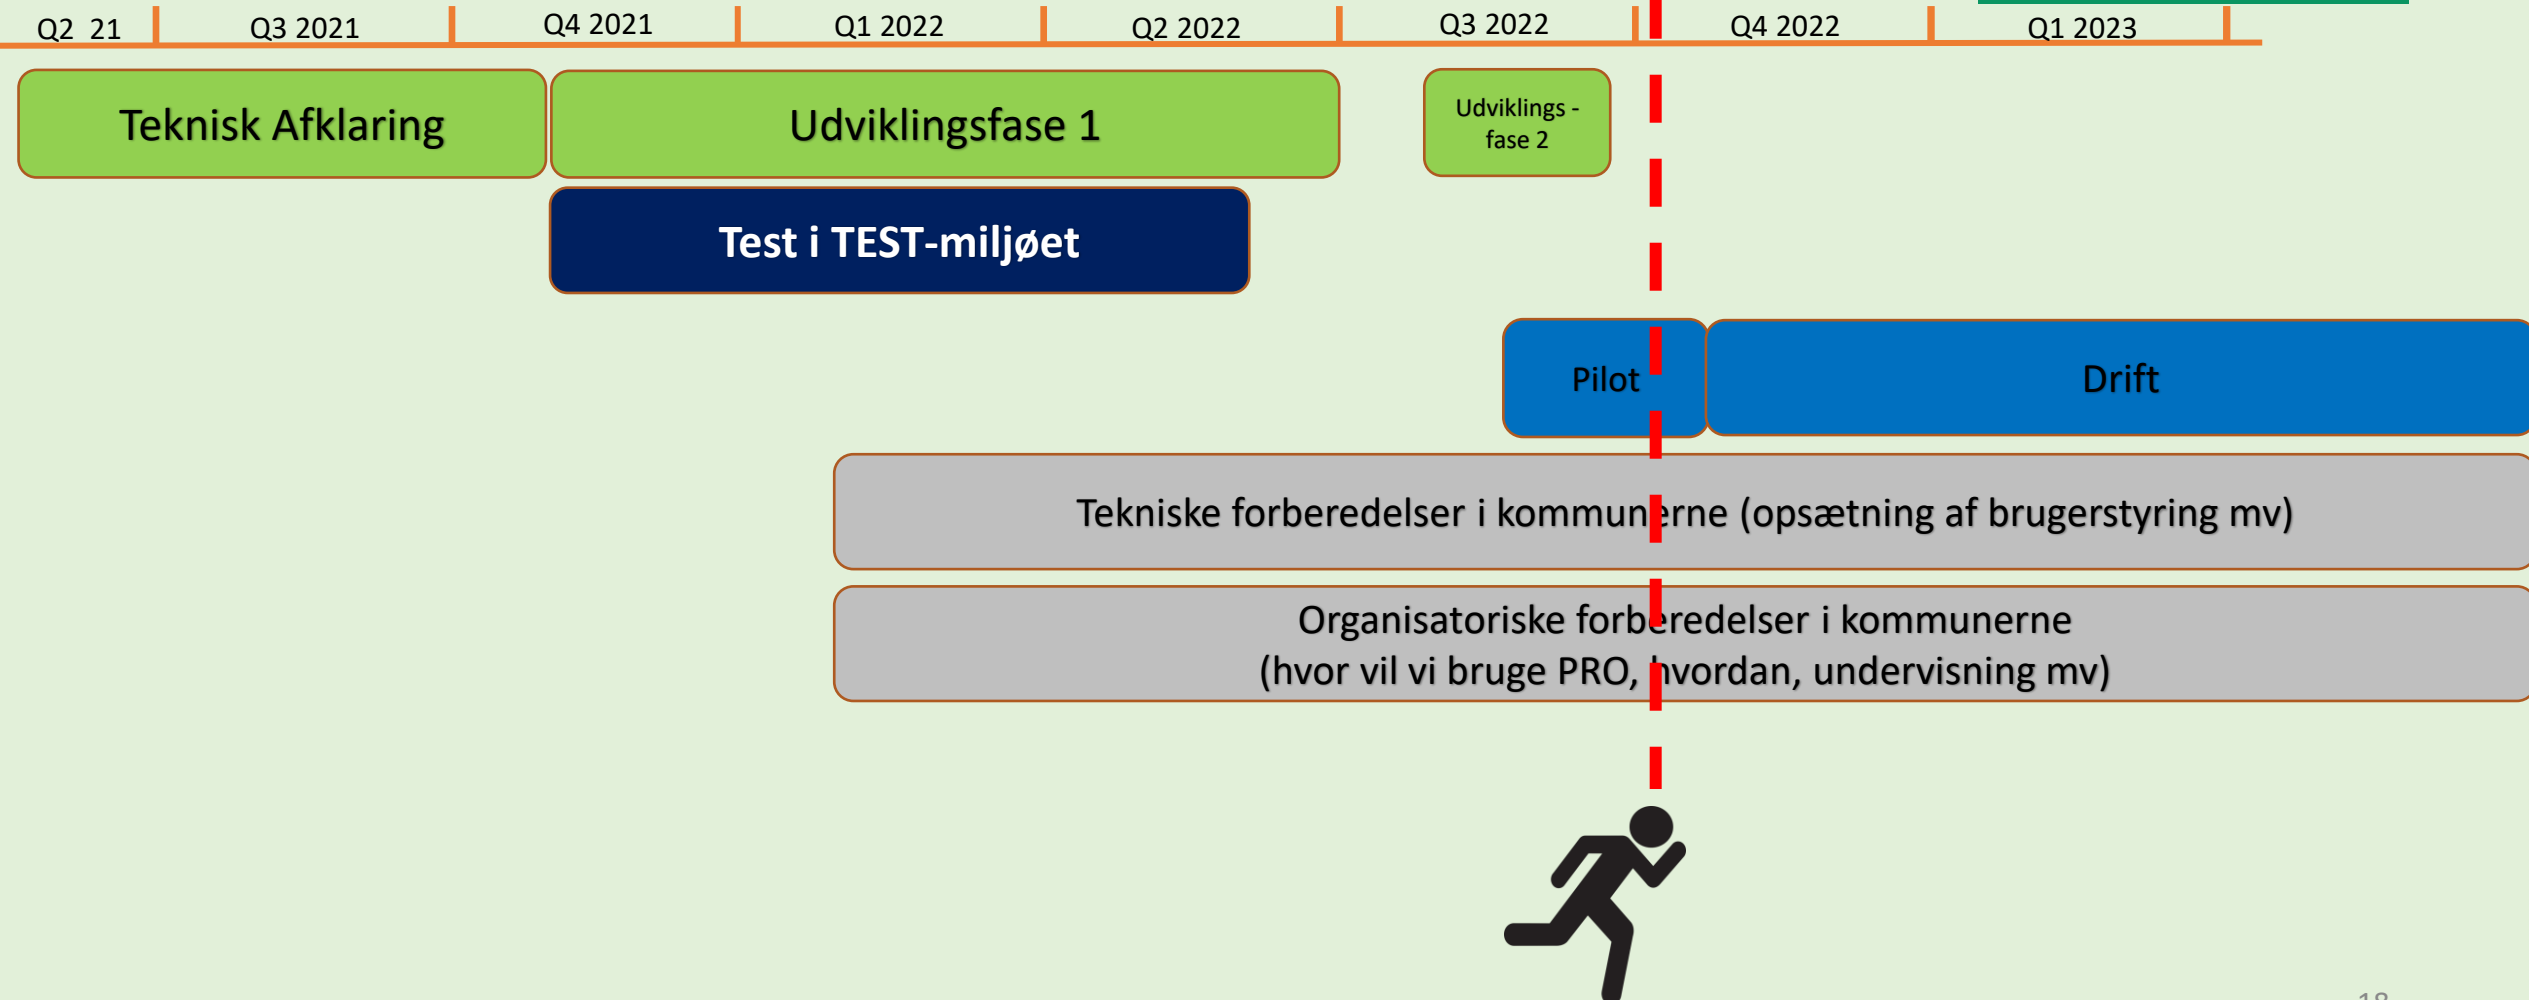 Q2 21
Q3 2021
Q4 2021
Q1 2022
Q2 2022
Q3 2022
Q4 2022
Q1 2023
Teknisk Afklaring
Udviklingsfase 1
Udviklings -
fase 2
Test i TEST-miljøet
Pilot
Drift
Tekniske forberedelser i kommunerne (opsætning af brugerstyring mv)
Organisatoriske forberedelser i kommunerne
(hvor vil vi bruge PRO, hvordan, undervisning mv)
18